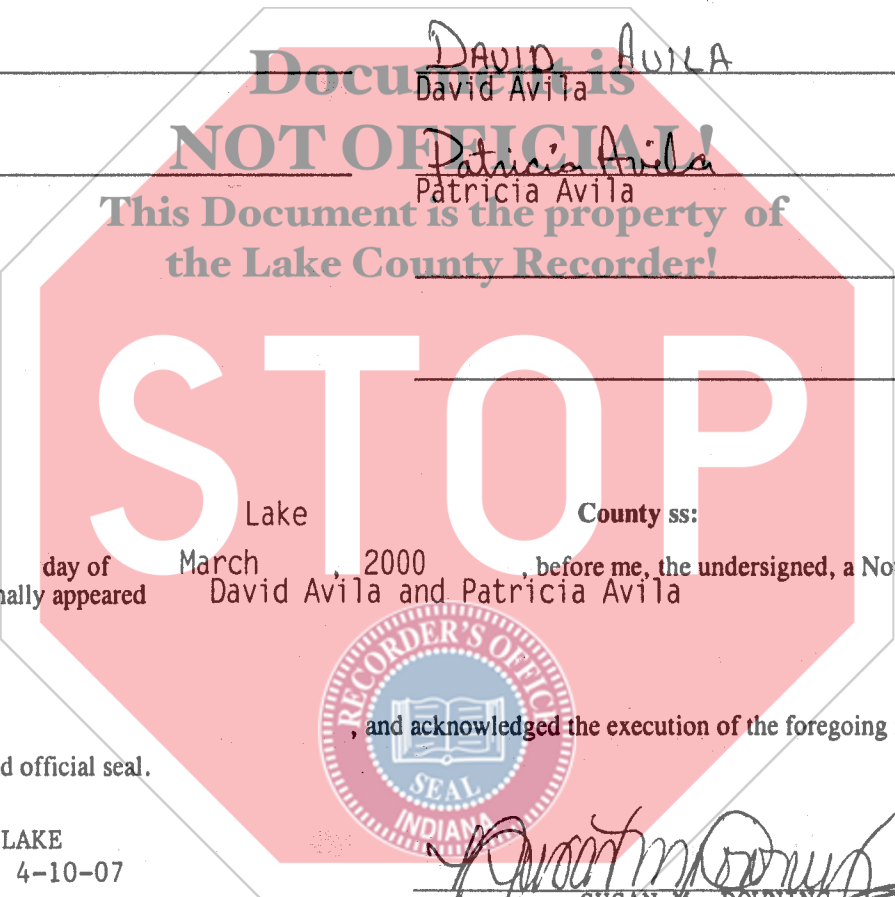 DAVID AVILA
Document is
David Avila
NOT OFFICIAL!
Patricia Avila
Patricia Avila
This Document is the property of
the Lake County Recorder!
STOP
Lake County ss:
day of March , 2000 , before me, the undersigned, a No
nally appeared David Avila and Patricia Avila
RECORDER'S OFFICE
, and acknowledged the execution of the foregoing
d official seal.
SEAL
INDIANA
LAKE
4-10-07
SUSAN M.